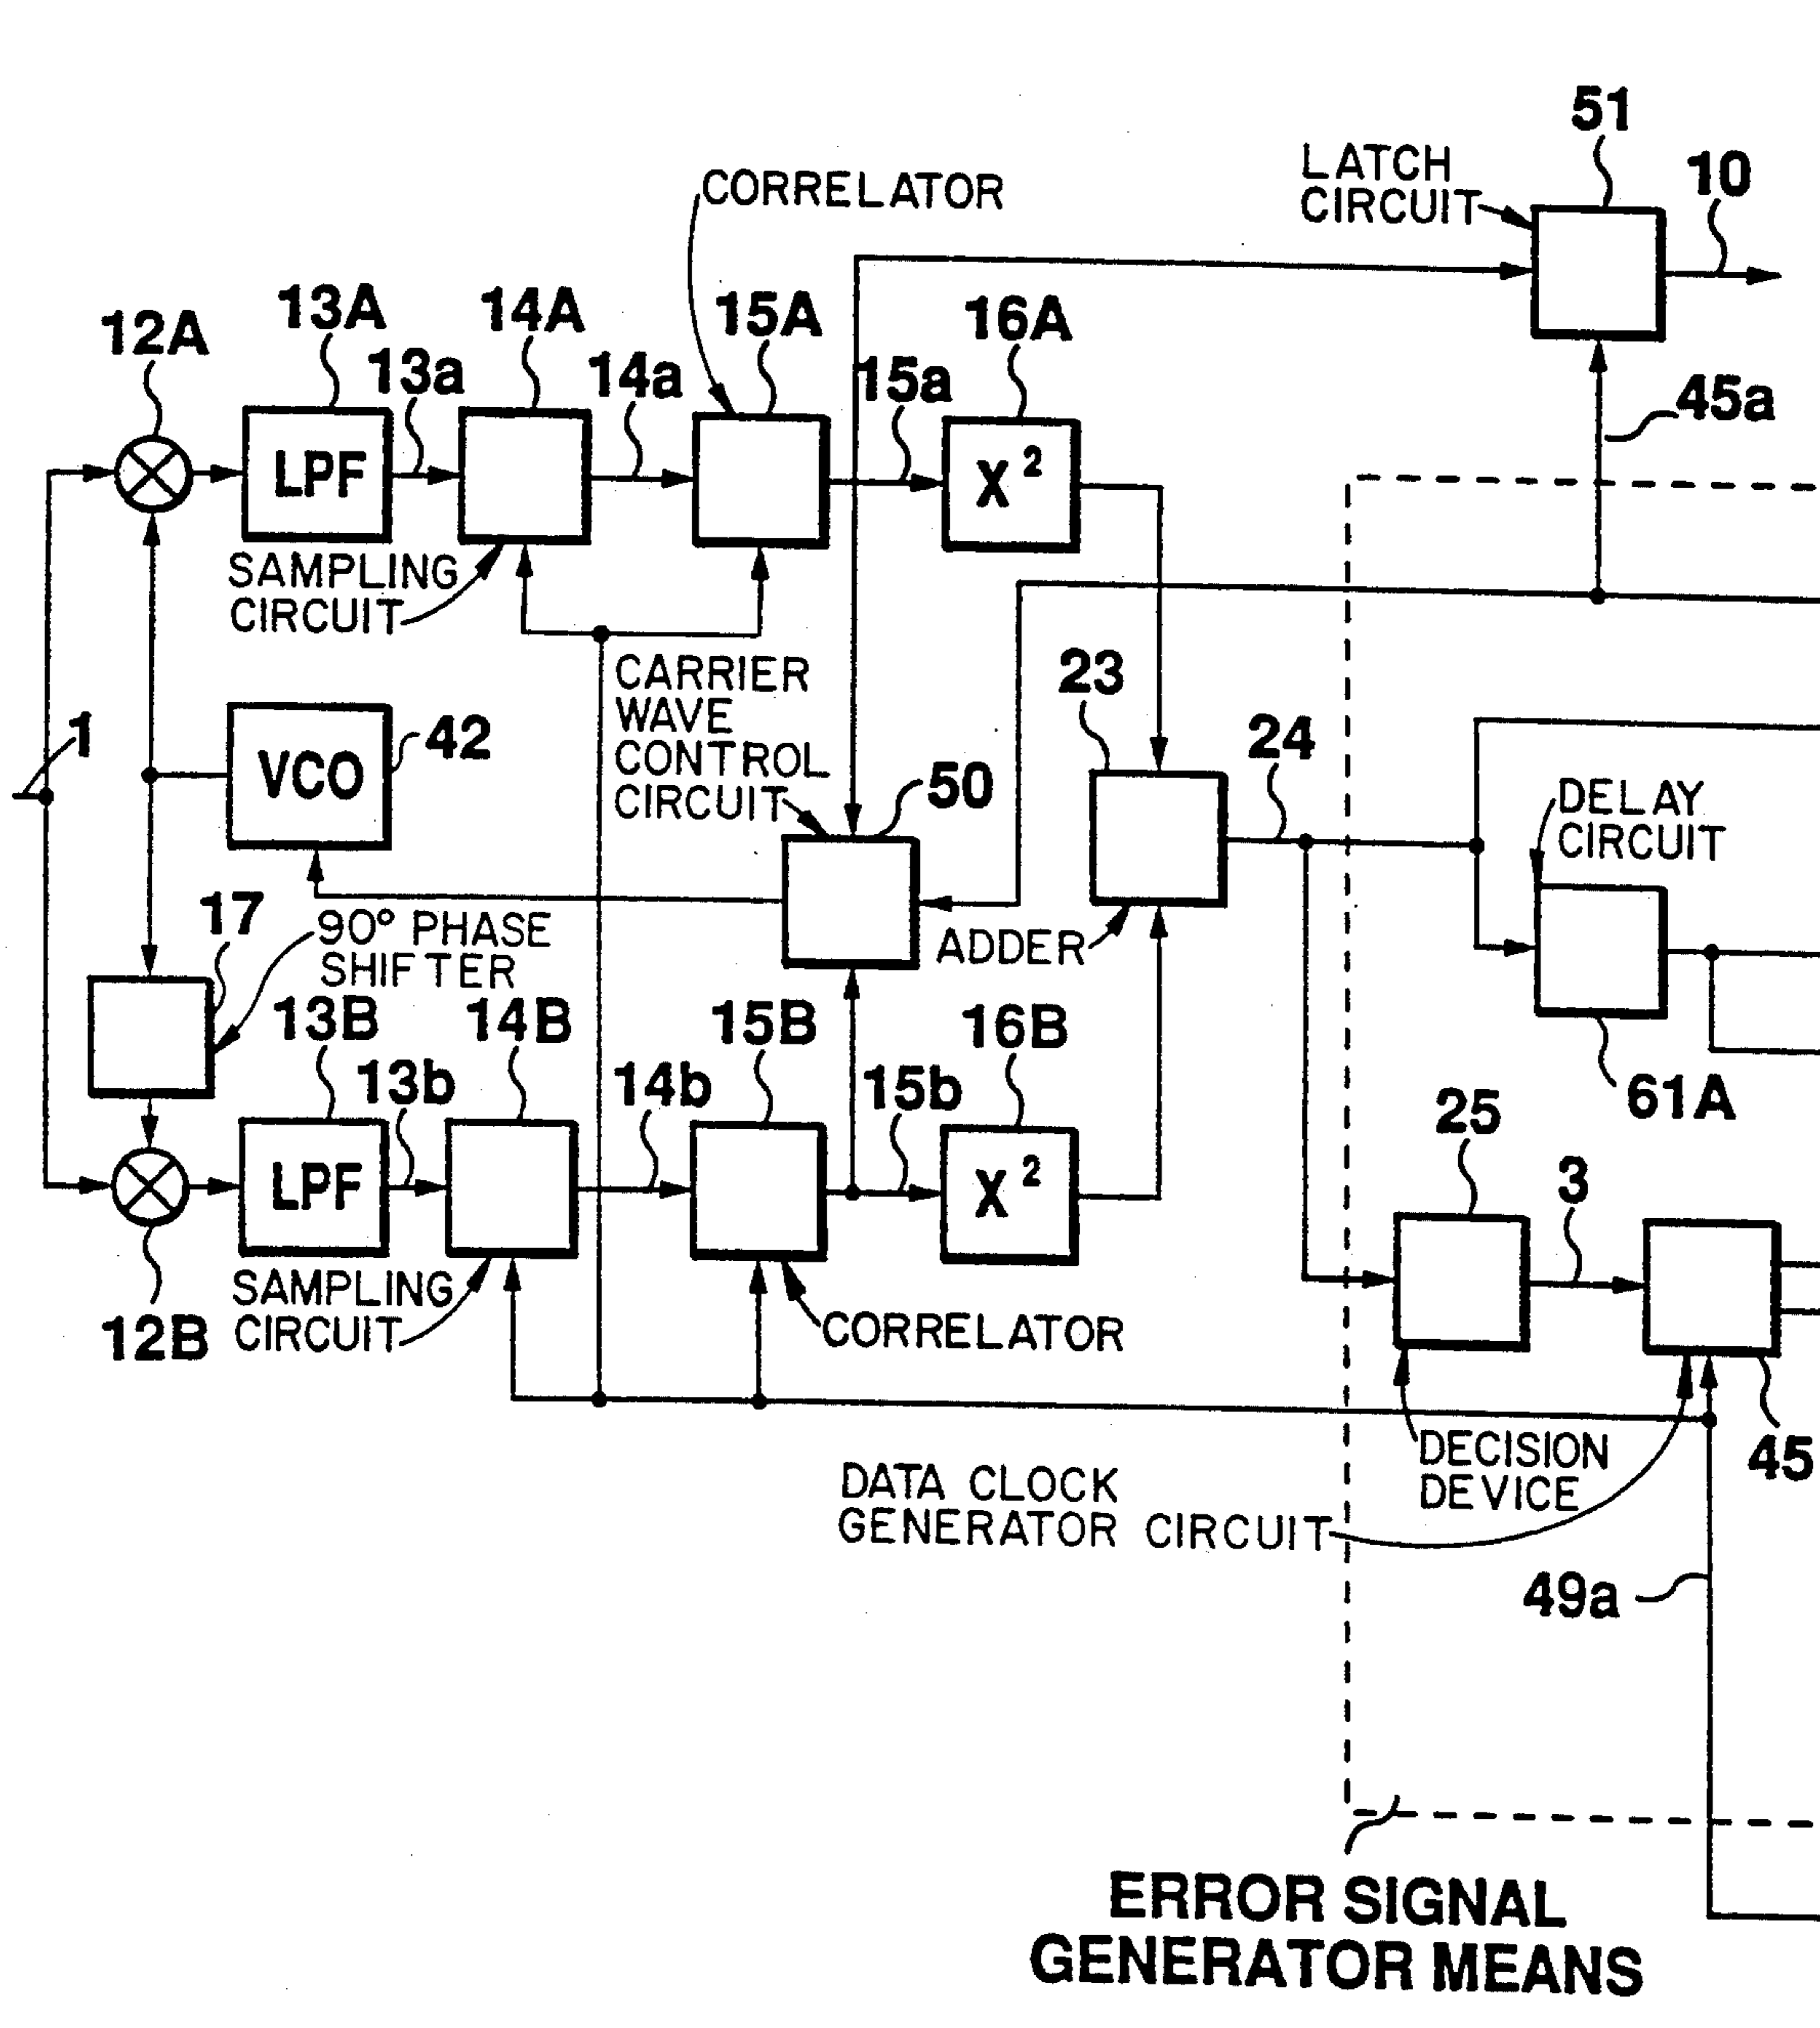 51
LATCH
CIRCUIT
10
CORRELATOR
12A
13A
13a
14A
14a
15A
15a
16A
45a
LPF
X²
SAMPLING
CIRCUIT
CARRIER
WAVE
CONTROL
CIRCUIT
23
24
1
VCO
42
50
DELAY
CIRCUIT
17
90° PHASE
SHIFTER
ADDER
13B
13b
14B
14b
15B
15b
16B
61A
25
3
LPF
X²
12B
SAMPLING
CIRCUIT
CORRELATOR
DECISION
DEVICE
45
DATA CLOCK
GENERATOR CIRCUIT
49a
ERROR SIGNAL
GENERATOR MEANS